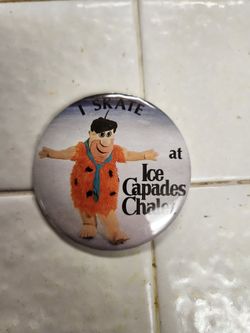 I SKATE
at
Ice
Capades
Chalet